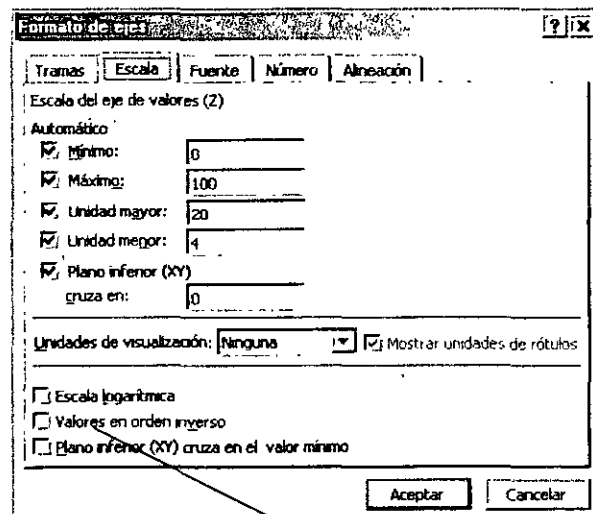 Formato de ejes
Tramas Escala Fuente Número Alineación
Escala del eje de valores (Z)
Automático
Mínimo: 0
Máximo: 100
Unidad mayor: 20
Unidad menor: 4
Plano inferior (XY)
cruza en: 0
Unidades de visualización: Ninguna Mostrar unidades de rótulos
Escala logarítmica
Valores en orden inverso
Plano inferior (XY) cruza en el valor mínimo
Aceptar Cancelar